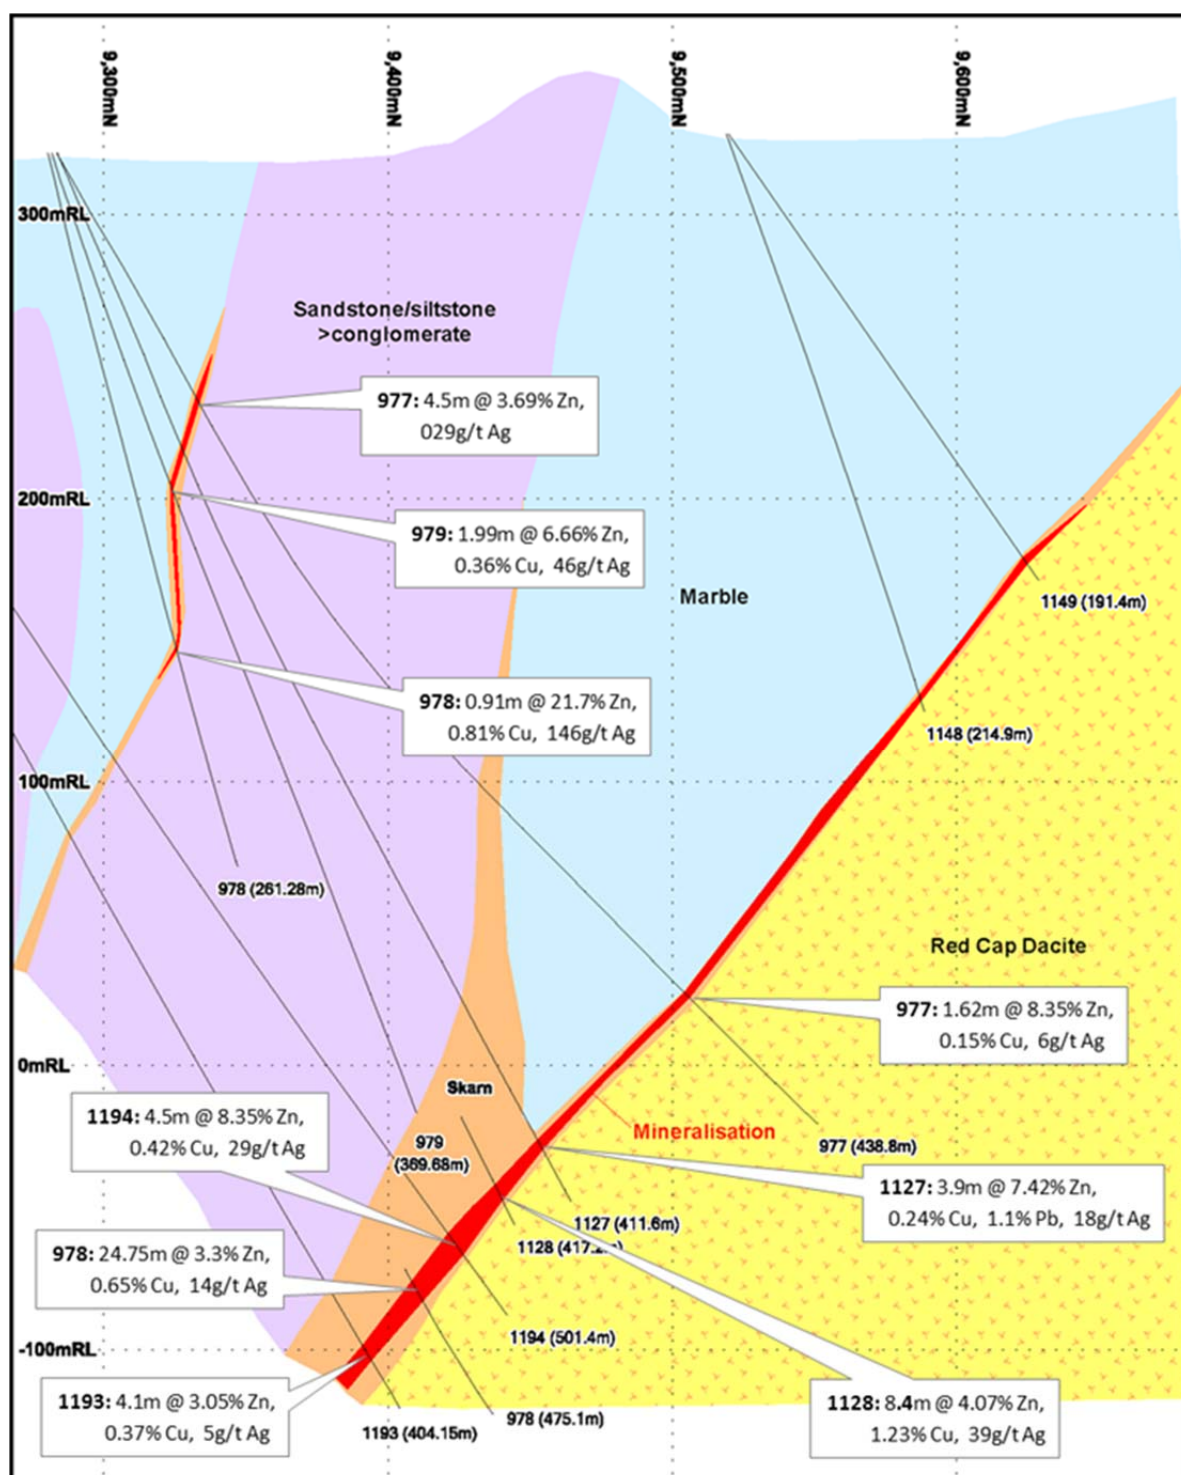 9,300mN
9,400mN
9,500mN
9,600mN
300mRL
Sandstone/siltstone
>conglomerate
977: 4.5m @ 3.69% Zn,
029g/t Ag
200mRL
979: 1.99m @ 6.66% Zn,
0.36% Cu, 46g/t Ag
Marble
1149 (191.4m)
978: 0.91m @ 21.7% Zn,
0.81% Cu, 146g/t Ag
1148 (214.9m)
100mRL
978 (261.28m)
Red Cap Dacite
977: 1.62m @ 8.35% Zn,
0.15% Cu, 6g/t Ag
0mRL
Skarn
1194: 4.5m @ 8.35% Zn,
0.42% Cu, 29g/t Ag
979
(369.68m)
Mineralisation
977 (438.8m)
1127: 3.9m @ 7.42% Zn,
0.24% Cu, 1.1% Pb, 18g/t Ag
1127 (411.6m)
1128 (417.2m)
978: 24.75m @ 3.3% Zn,
0.65% Cu, 14g/t Ag
1194 (501.4m)
-100mRL
1193: 4.1m @ 3.05% Zn,
0.37% Cu, 5g/t Ag
1193 (404.15m)
978 (475.1m)
1128: 8.4m @ 4.07% Zn,
1.23% Cu, 39g/t Ag